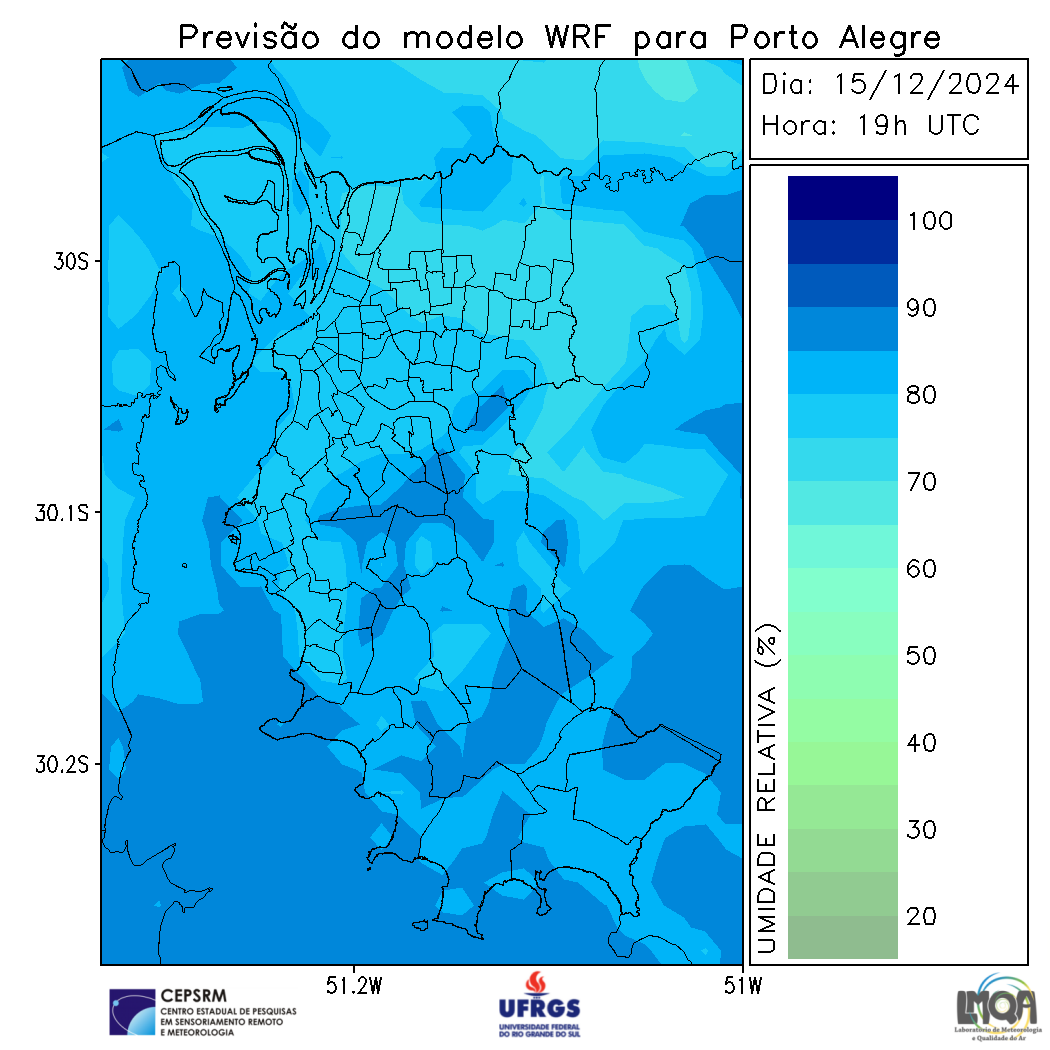 Previsão do modelo WRF para Porto Alegre
Dia: 15/12/2024
Hora: 19h UTC
30S
30.1S
30.2S
51.2W
51W
UMIDADE RELATIVA (%)
100
90
80
70
60
50
40
30
20
CEPSRM
CENTRO ESTADUAL DE PESQUISAS
EM SENSORIAMENTO REMOTO
E METEOROLOGIA
UFRGS
UNIVERSIDADE FEDERAL
DO RIO GRANDE DO SUL
LMQA
Laboratório de Meteorologia
e Qualidade do Ar